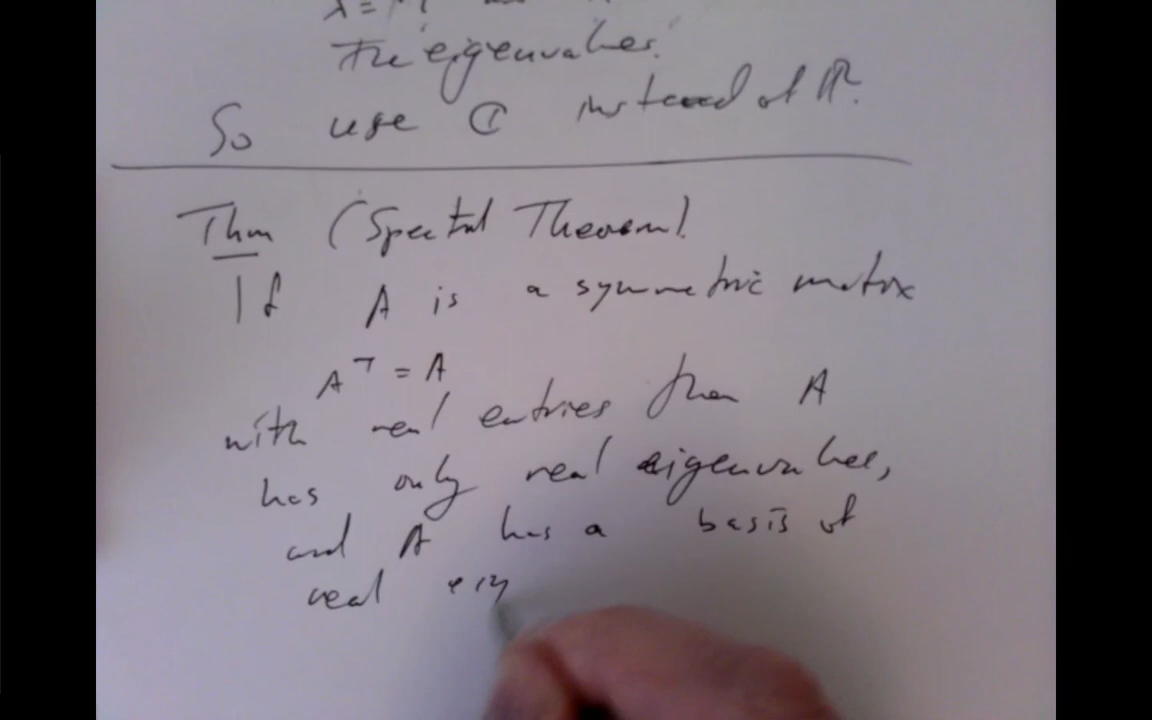 λ =
the eigenvalues.
So use ℂ instead of ℝ.
Thm (Spectral Theorem).
If A is a symmetric matrix
Aᵀ = A
with real entries then A
has only real eigenvalues,
and A has a basis of
real eig